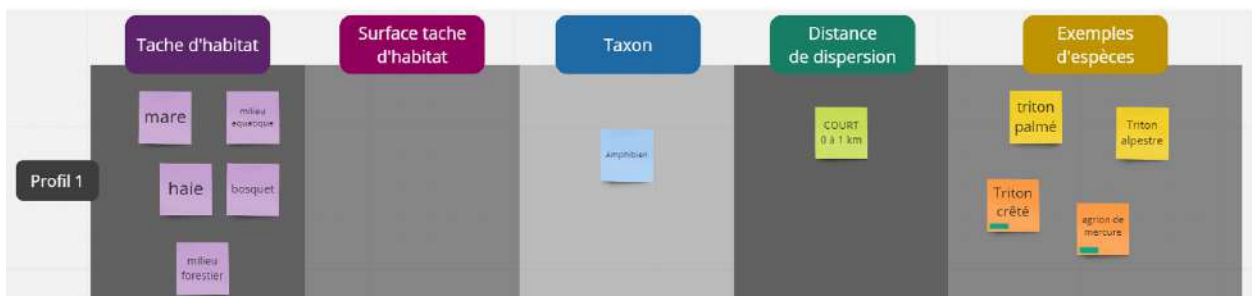 Tache d'habitat
Surface tache
d'habitat
Taxon
Distance
de dispersion
Exemples
d'espèces
Profil 1
mare
milieu
aquatique
haie
bosquet
milieu
forestier
Amphibien
COURT
0 à 1 km
triton
palmé
Triton
alpestre
Triton
crêté
agrion de
mercure